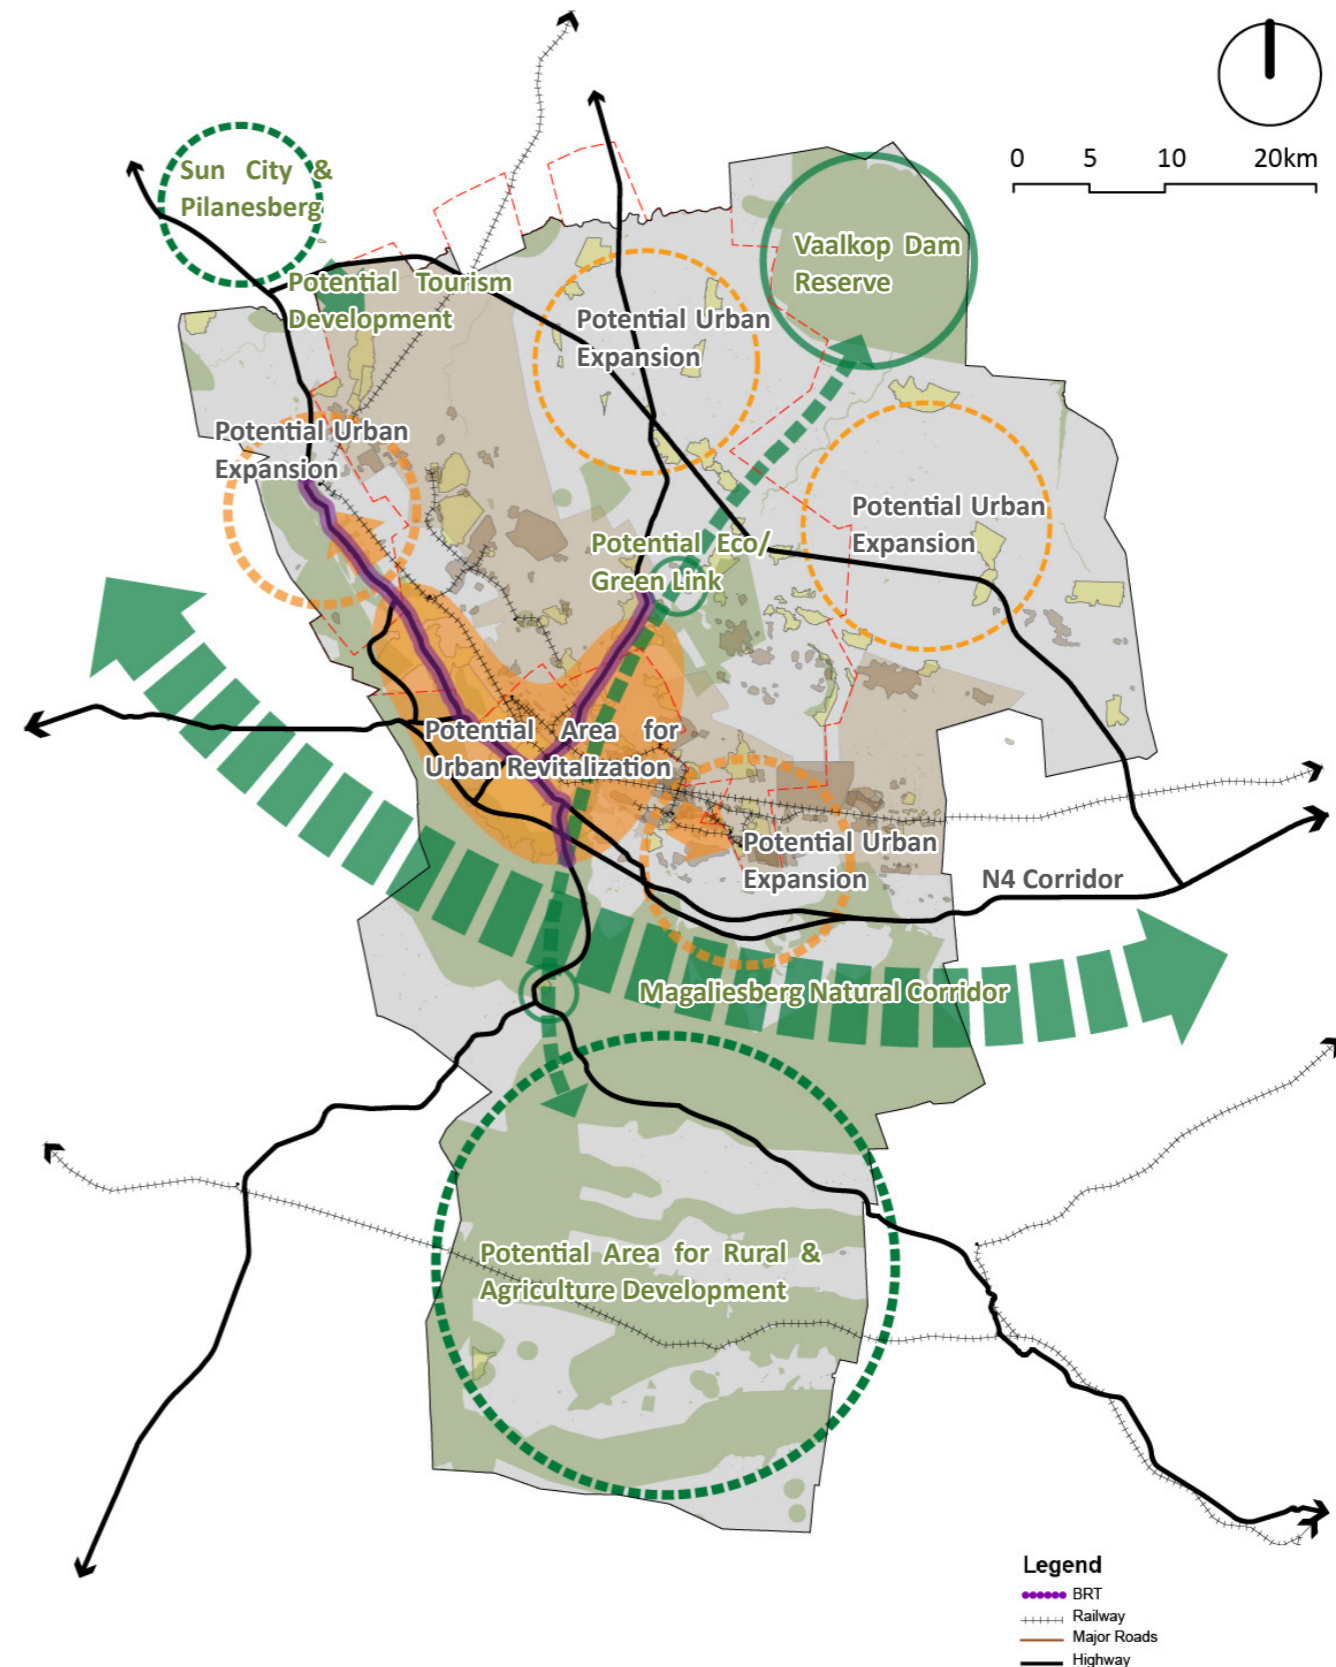 0 5 10 20km
Sun City &
Pilanesberg
Vaalkop Dam
Reserve
Potential Tourism
Development
Potential Urban
Expansion
Potential Urban
Expansion
Potential Urban
Expansion
Potential Eco/
Green Link
Potential Area for
Urban Revitalization
Potential Urban
Expansion
N4 Corridor
Magaliesberg Natural Corridor
Potential Area for Rural &
Agriculture Development
Legend
BRT
Railway
Major Roads
Highway